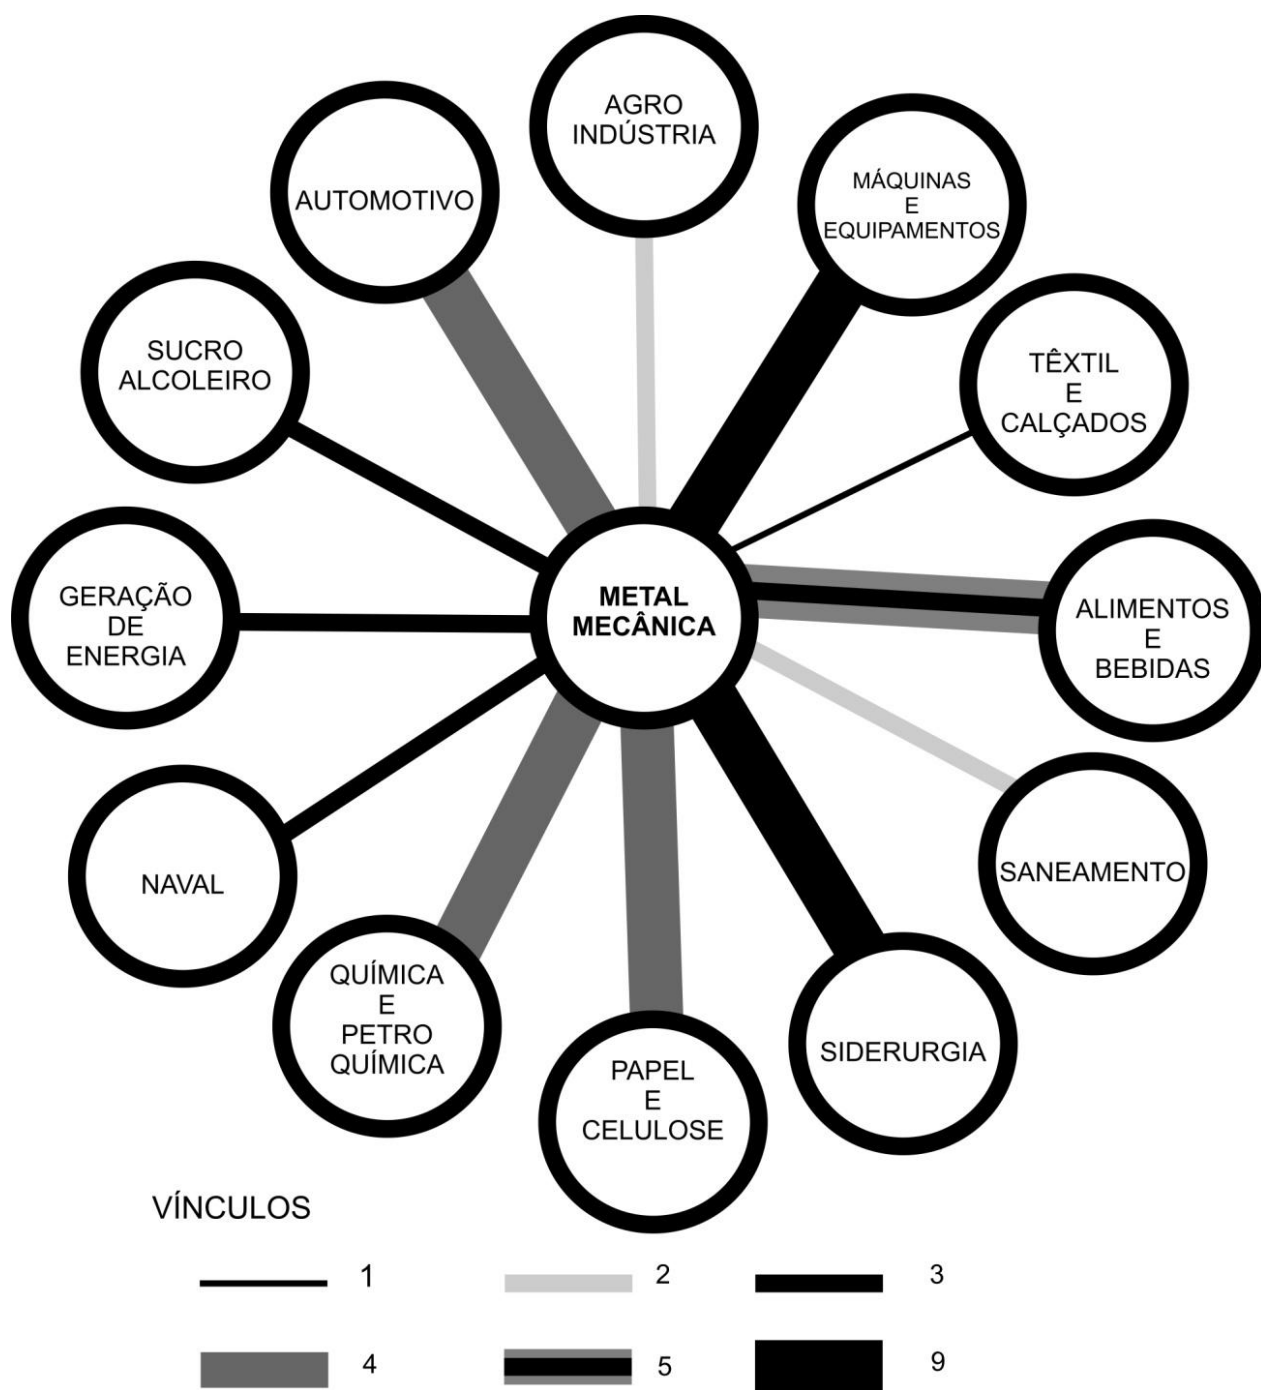 AGRO
INDÚSTRIA
MÁQUINAS
E
EQUIPAMENTOS
AUTOMOTIVO
TÊXTIL
E
CALÇADOS
SUCRO
ALCOLEIRO
METAL
MECÂNICA
GERAÇÃO
DE
ENERGIA
ALIMENTOS
E
BEBIDAS
SANEAMENTO
NAVAL
QUÍMICA
E
PETRO
QUÍMICA
PAPEL
E
CELULOSE
SIDERURGIA
VÍNCULOS
1
2
3
4
5
9